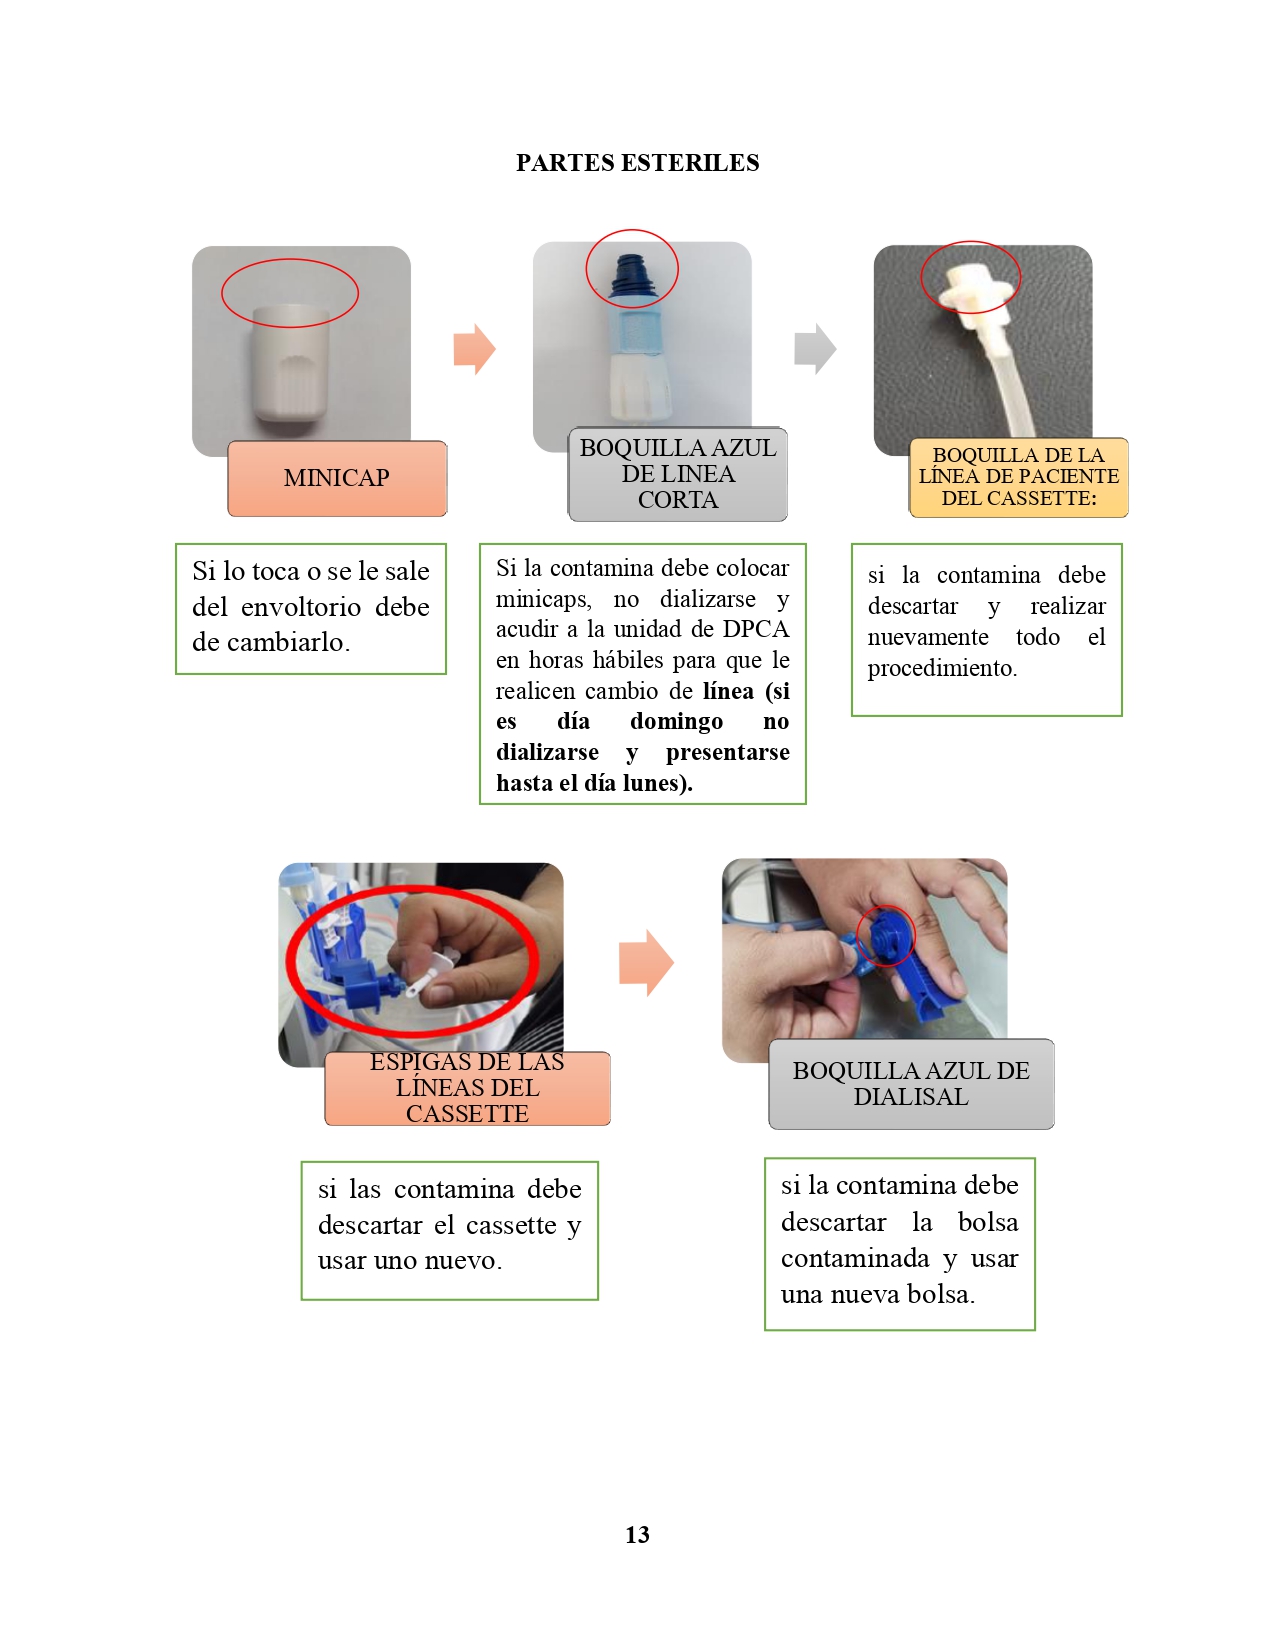 PARTES ESTERILES
MINICAP
BOQUILLA AZUL
DE LINEA
CORTA
BOQUILLA DE LA
LÍNEA DE PACIENTE
DEL CASSETTE:
Si lo toca o se le sale
del envoltorio debe
de cambiarlo.
Si la contamina debe colocar
minicaps, no dializarse y
acudir a la unidad de DPCA
en horas hábiles para que le
realicen cambio de línea (si
es día domingo no
dializarse y presentarse
hasta el día lunes).
si la contamina debe
descartar y realizar
nuevamente todo el
procedimiento.
ESPIGAS DE LAS
LÍNEAS DEL
CASSETTE
BOQUILLA AZUL DE
DIALISAL
si las contamina debe
descartar el cassette y
usar uno nuevo.
si la contamina debe
descartar la bolsa
contaminada y usar
una nueva bolsa.
13